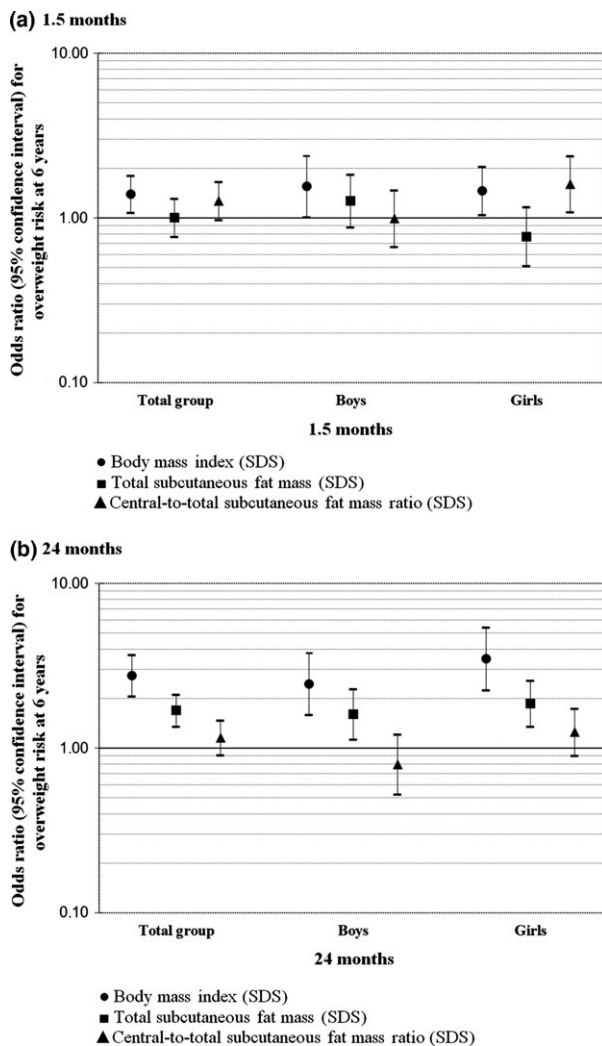 (a) 1.5 months
Odds ratio (95% confidence interval) for
overweight risk at 6 years
10.00
1.00
0.10
Total group Boys Girls
1.5 months
Body mass index (SDS)
Total subcutaneous fat mass (SDS)
Central-to-total subcutaneous fat mass ratio (SDS)
(b) 24 months
Odds ratio (95% confidence interval) for
overweight risk at 6 years
10.00
1.00
0.10
Total group Boys Girls
24 months
Body mass index (SDS)
Total subcutaneous fat mass (SDS)
Central-to-total subcutaneous fat mass ratio (SDS)